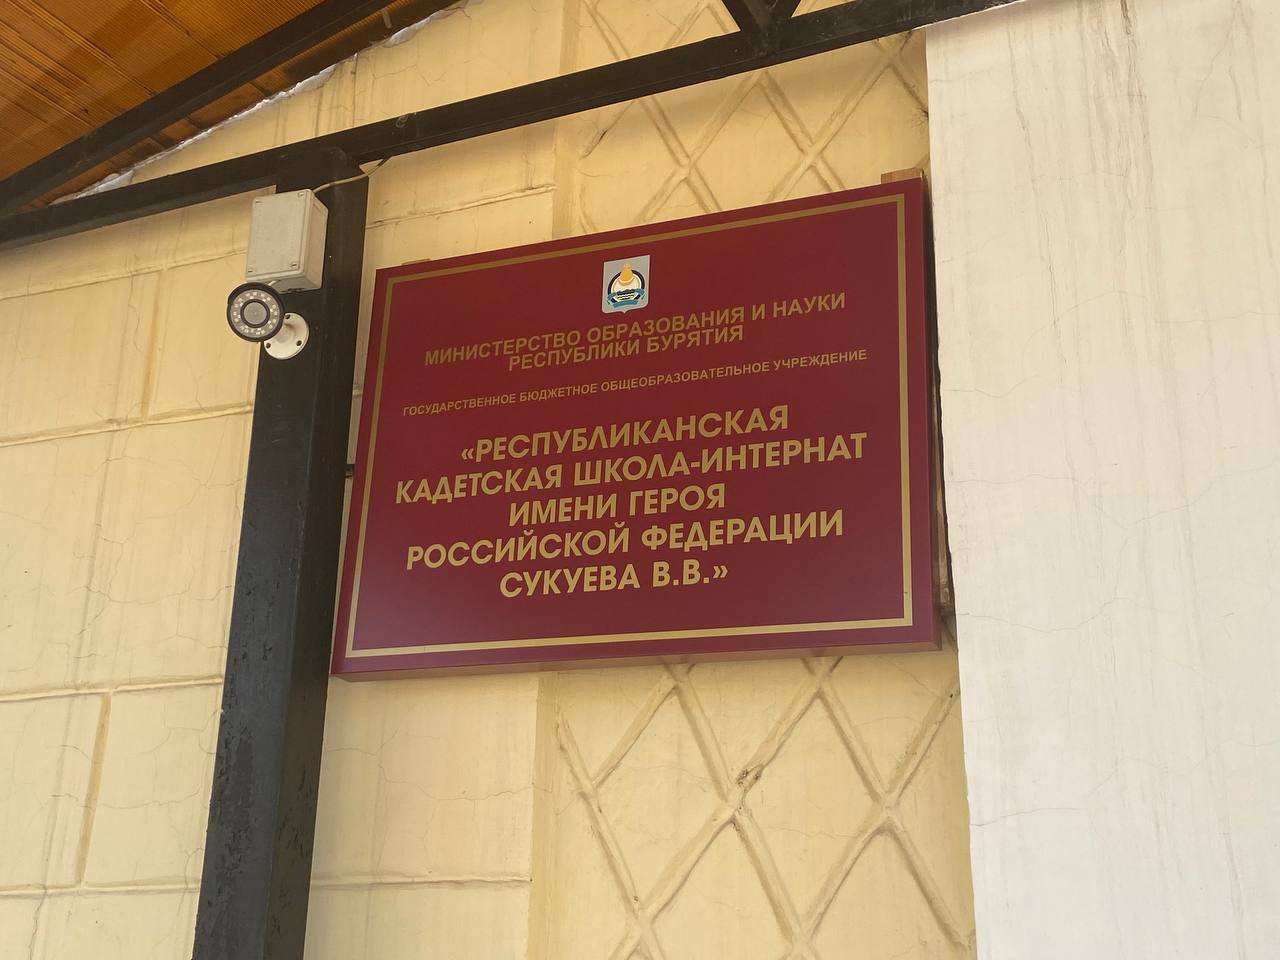 МИНИСТЕРСТВО ОБРАЗОВАНИЯ И НАУКИ
РЕСПУБЛИКИ БУРЯТИЯ
ГОСУДАРСТВЕННОЕ БЮДЖЕТНОЕ ОБЩЕОБРАЗОВАТЕЛЬНОЕ УЧРЕЖДЕНИЕ
«РЕСПУБЛИКАНСКАЯ
КАДЕТСКАЯ ШКОЛА-ИНТЕРНАТ
ИМЕНИ ГЕРОЯ
РОССИЙСКОЙ ФЕДЕРАЦИИ
СУКУЕВА В.В.»